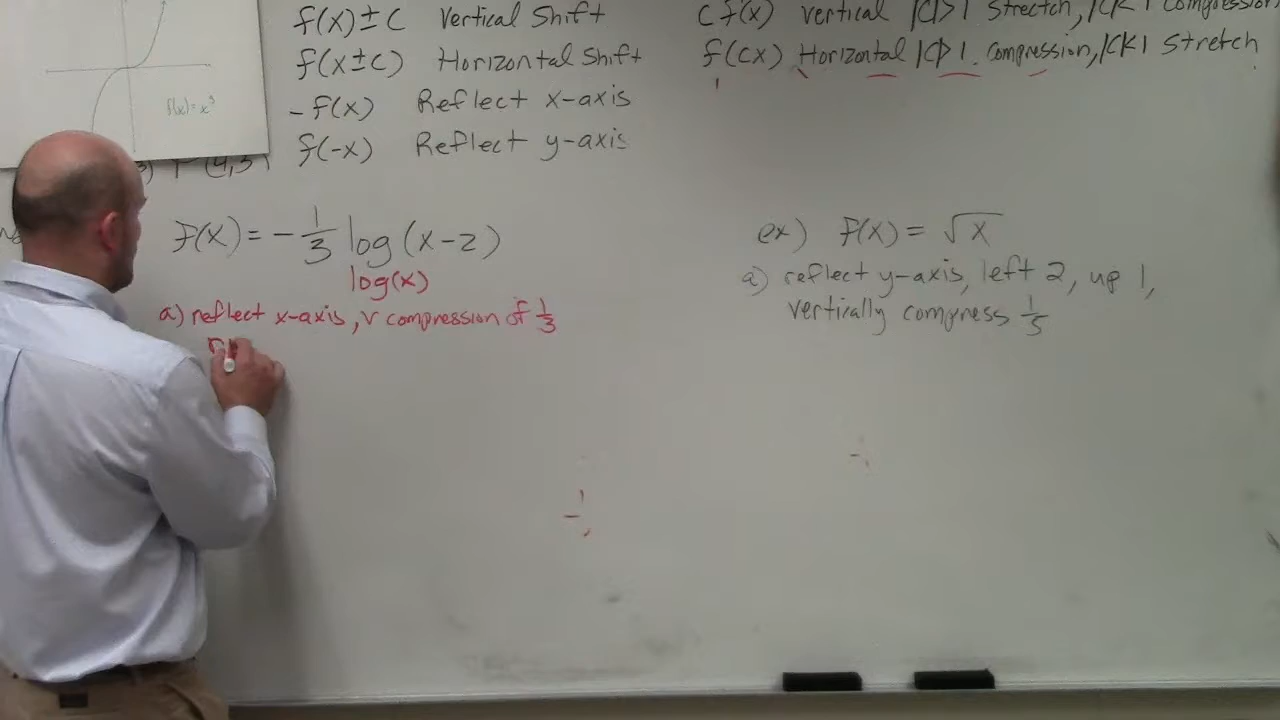 f(x) = x³
f(x) ± c Vertical Shift
f(x±c) Horizontal Shift
-f(x) Reflect x-axis
f(-x) Reflect y-axis
c f(x) vertical |c|>1 Strectch, |c|<1 Compression
f(cx) Horizontal |c|>1. Compression, |c|<1 Stretch
f(x) = -1/3 log(x-2)
log(x)
a) reflect x-axis, v compression of 1/3
ex) f(x) = √x
a) reflect y-axis, left 2, up 1,
vertically compress 1/5